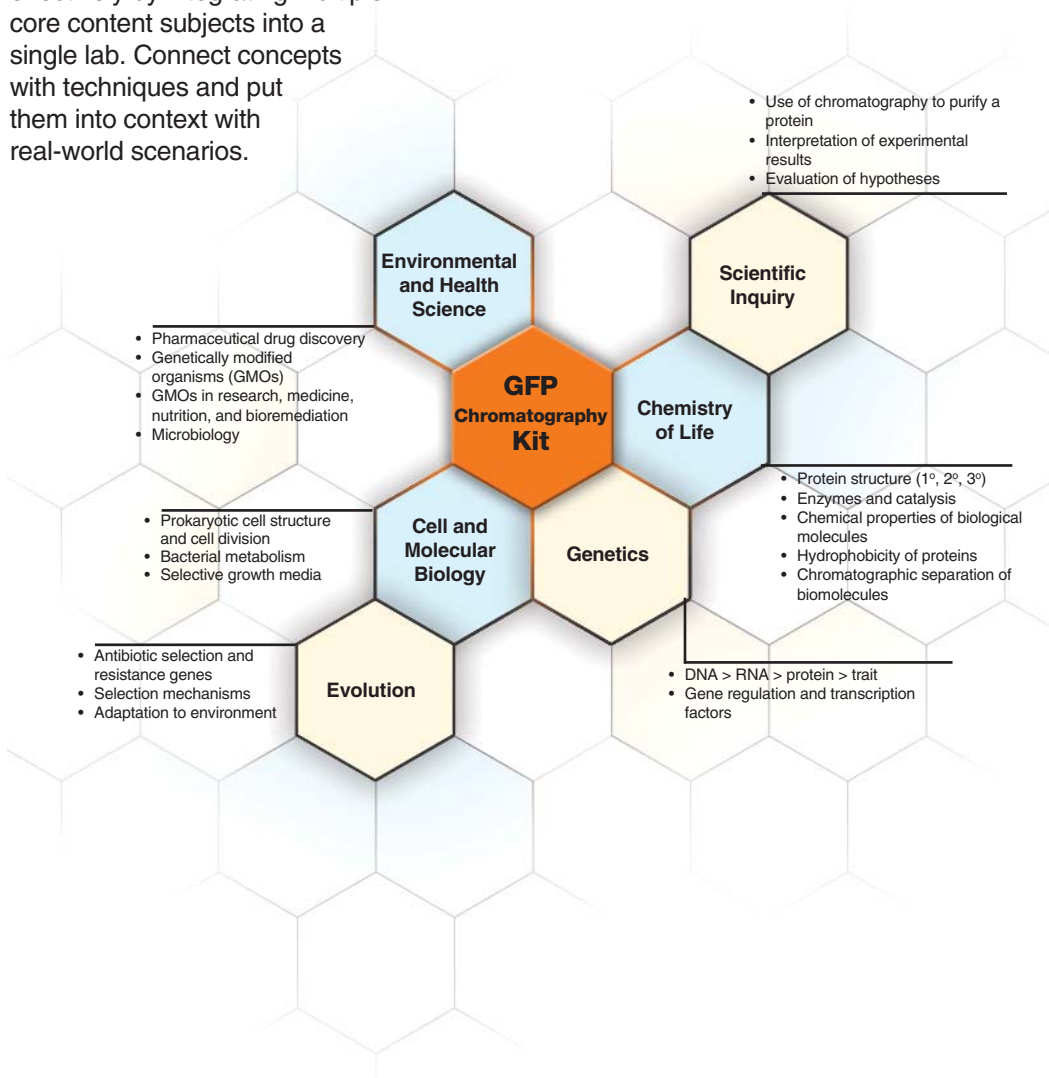 core content subjects into a
single lab. Connect concepts
with techniques and put
them into context with
real-world scenarios.
• Use of chromatography to purify a
protein
• Interpretation of experimental
results
• Evaluation of hypotheses
Environmental
and Health
Science
Scientific
Inquiry
• Pharmaceutical drug discovery
• Genetically modified
organisms (GMOs)
• GMOs in research, medicine,
nutrition, and bioremediation
• Microbiology
GFP
Chromatography
Kit
Chemistry
of Life
• Protein structure (1º, 2º, 3º)
• Enzymes and catalysis
• Chemical properties of biological
molecules
• Hydrophobicity of proteins
• Chromatographic separation of
biomolecules
• Prokaryotic cell structure
and cell division
• Bacterial metabolism
• Selective growth media
Cell and
Molecular
Biology
Genetics
• DNA > RNA > protein > trait
• Gene regulation and transcription
factors
• Antibiotic selection and
resistance genes
• Selection mechanisms
• Adaptation to environment
Evolution